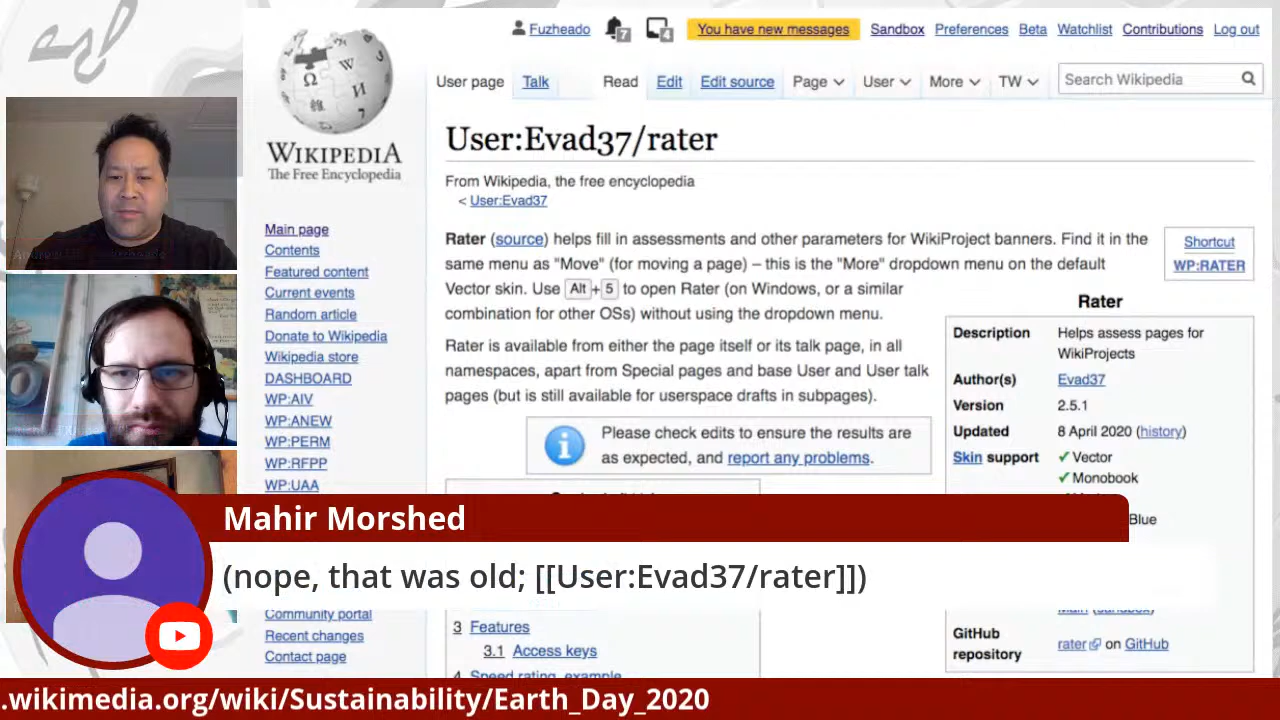 Fuzheado 7 4 You have new messages Sandbox Preferences Beta Watchlist Contributions Log out
User page Talk Read Edit Edit source Page User More TW Search Wikipedia
WIKIPEDIA
The Free Encyclopedia
Main page
Contents
Featured content
Current events
Random article
Donate to Wikipedia
Wikipedia store
DASHBOARD
WP:AIV
WP:ANEW
WP:PERM
WP:RFPP
WP:UAA
Community portal
Recent changes
Contact page
User:Evad37/rater
From Wikipedia, the free encyclopedia
< User:Evad37
Rater (source) helps fill in assessments and other parameters for WikiProject banners. Find it in the
same menu as "Move" (for moving a page) – this is the "More" dropdown menu on the default
Vector skin. Use Alt+5 to open Rater (on Windows, or a similar
combination for other OSs) without using the dropdown menu.
Rater is available from either the page itself or its talk page, in all
namespaces, apart from Special pages and base User and User talk
pages (but is still available for userspace drafts in subpages).
Please check edits to ensure the results are
as expected, and report any problems.
3 Features
3.1 Access keys
4 Speed rating, example
Shortcut
WP:RATER
Rater
Description Helps assess pages for
WikiProjects
Author(s) Evad37
Version 2.5.1
Updated 8 April 2020 (history)
Skin support ✓ Vector
✓ Monobook
Blue
Main (sandbox)
GitHub
repository rater on GitHub
Mahir Morshed
(nope, that was old; [[User:Evad37/rater]])
.wikimedia.org/wiki/Sustainability/Earth_Day_2020